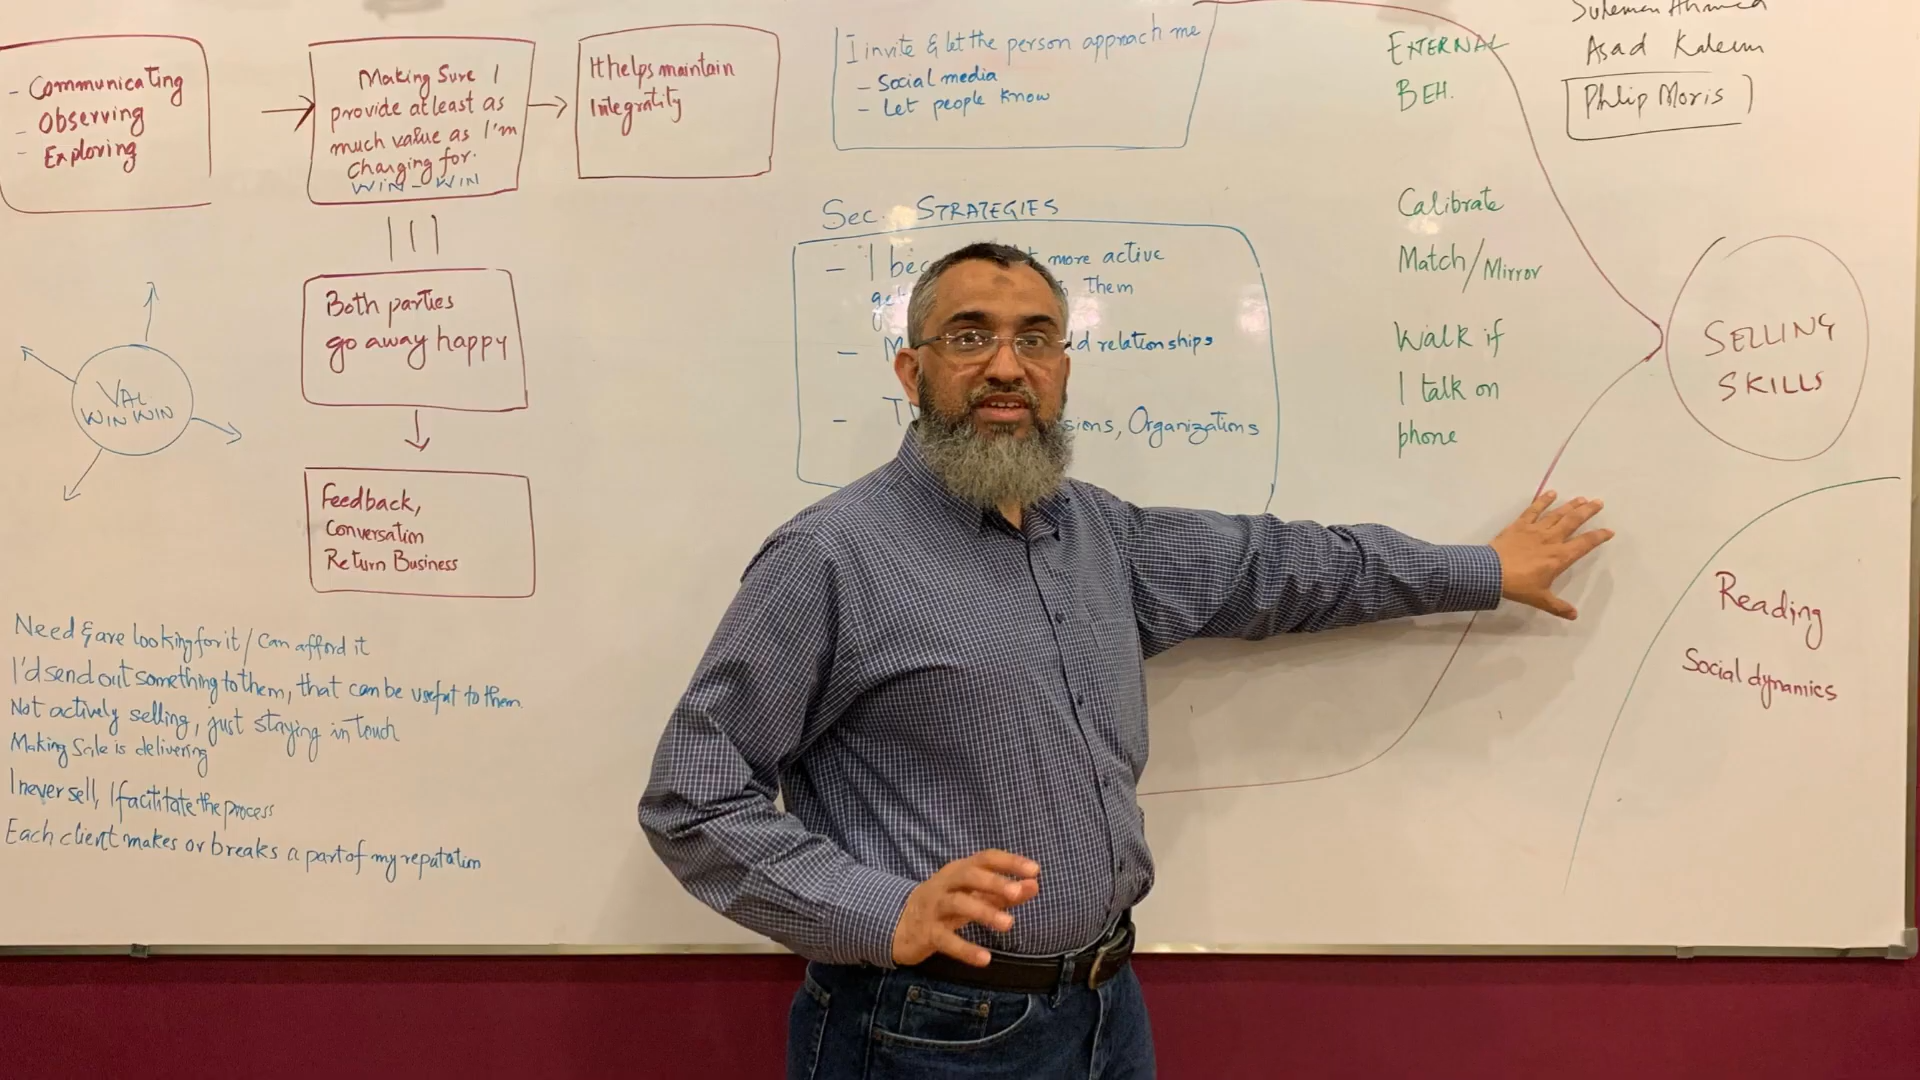 - Communicating
- Observing
- Exploring
Making Sure I
provide at least as
much value as I'm
Charging for.
WIN - WIN
It helps maintain
Integratity
Both parties
go away happy
Feedback,
Conversation
Return Business
VAL
WIN WIN
Need & are looking for it / Can afford it
I'd send out something to them, that can be useful to them.
Not actively selling, just staying in touch
Making Sale is delivering
I never sell, I facilitate the process
Each client makes or breaks a part of my reputation
I invite & let the person approach me
- Social media
- Let people know
Sec. STRATEGIES
- I more active
them
- relationships
- Organizations
EXTERNAL
BEH.
Calibrate
Match/Mirror
Walk if
I talk on
phone
Suleman Ahmed
Asad Kaleem
Philip Moris
SELLING
SKILLS
Reading
Social dynamics